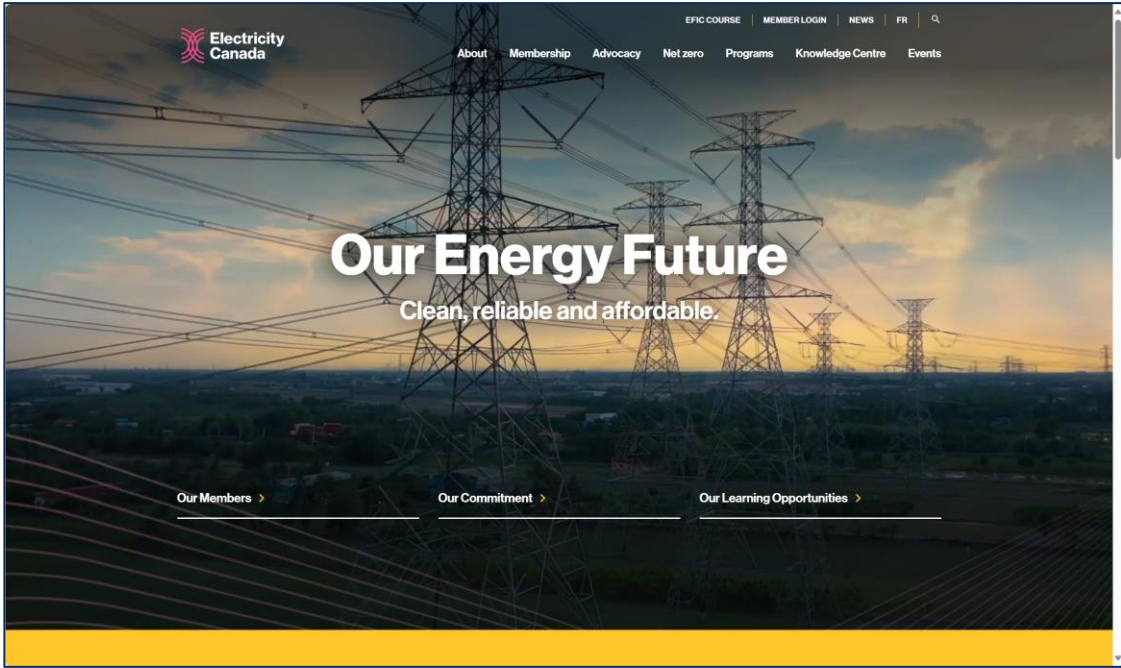 EFIC COURSE MEMBER LOGIN NEWS FR
Electricity
Canada
About Membership Advocacy Net zero Programs Knowledge Centre Events
Our Energy Future
Clean, reliable and affordable.
Our Members > Our Commitment > Our Learning Opportunities >